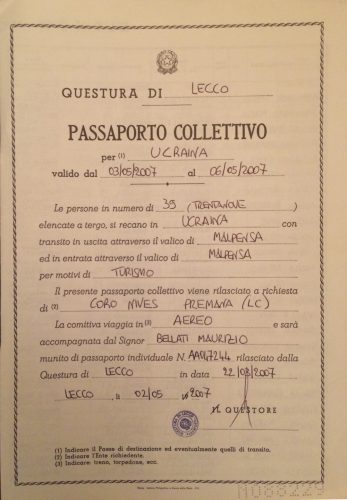 QUESTURA DI LECCO
PASSAPORTO COLLETTIVO
per (1) UCRAINA
valido dal 03/05/2007 al 06/05/2007
Le persone in numero di 39 (TRENTANOVE)
elencate a tergo, si recano in UCRAINA con
transito in uscita attraverso il valico di MALPENSA
ed in entrata attraverso il valico di MALPENSA
per motivi di TURISMO
Il presente passaporto collettivo viene rilasciato a richiesta
di (2) CORO NIVES PREMANA (LC)
La comitiva viaggia in (3) AEREO e sarà
accompagnata dal Signor BELLATI MAURIZIO
munito di passaporto individuale N. rilasciato dalla
Questura di LECCO in data 22/03/2007
LECCO, li 02/05 2007
IL QUESTORE
(1) Indicare il Paese di destinazione ed eventualmente quelli di transito.
(2) Indicare l'Ente richiedente.
(3) Indicare: treno, torpedone, ecc.